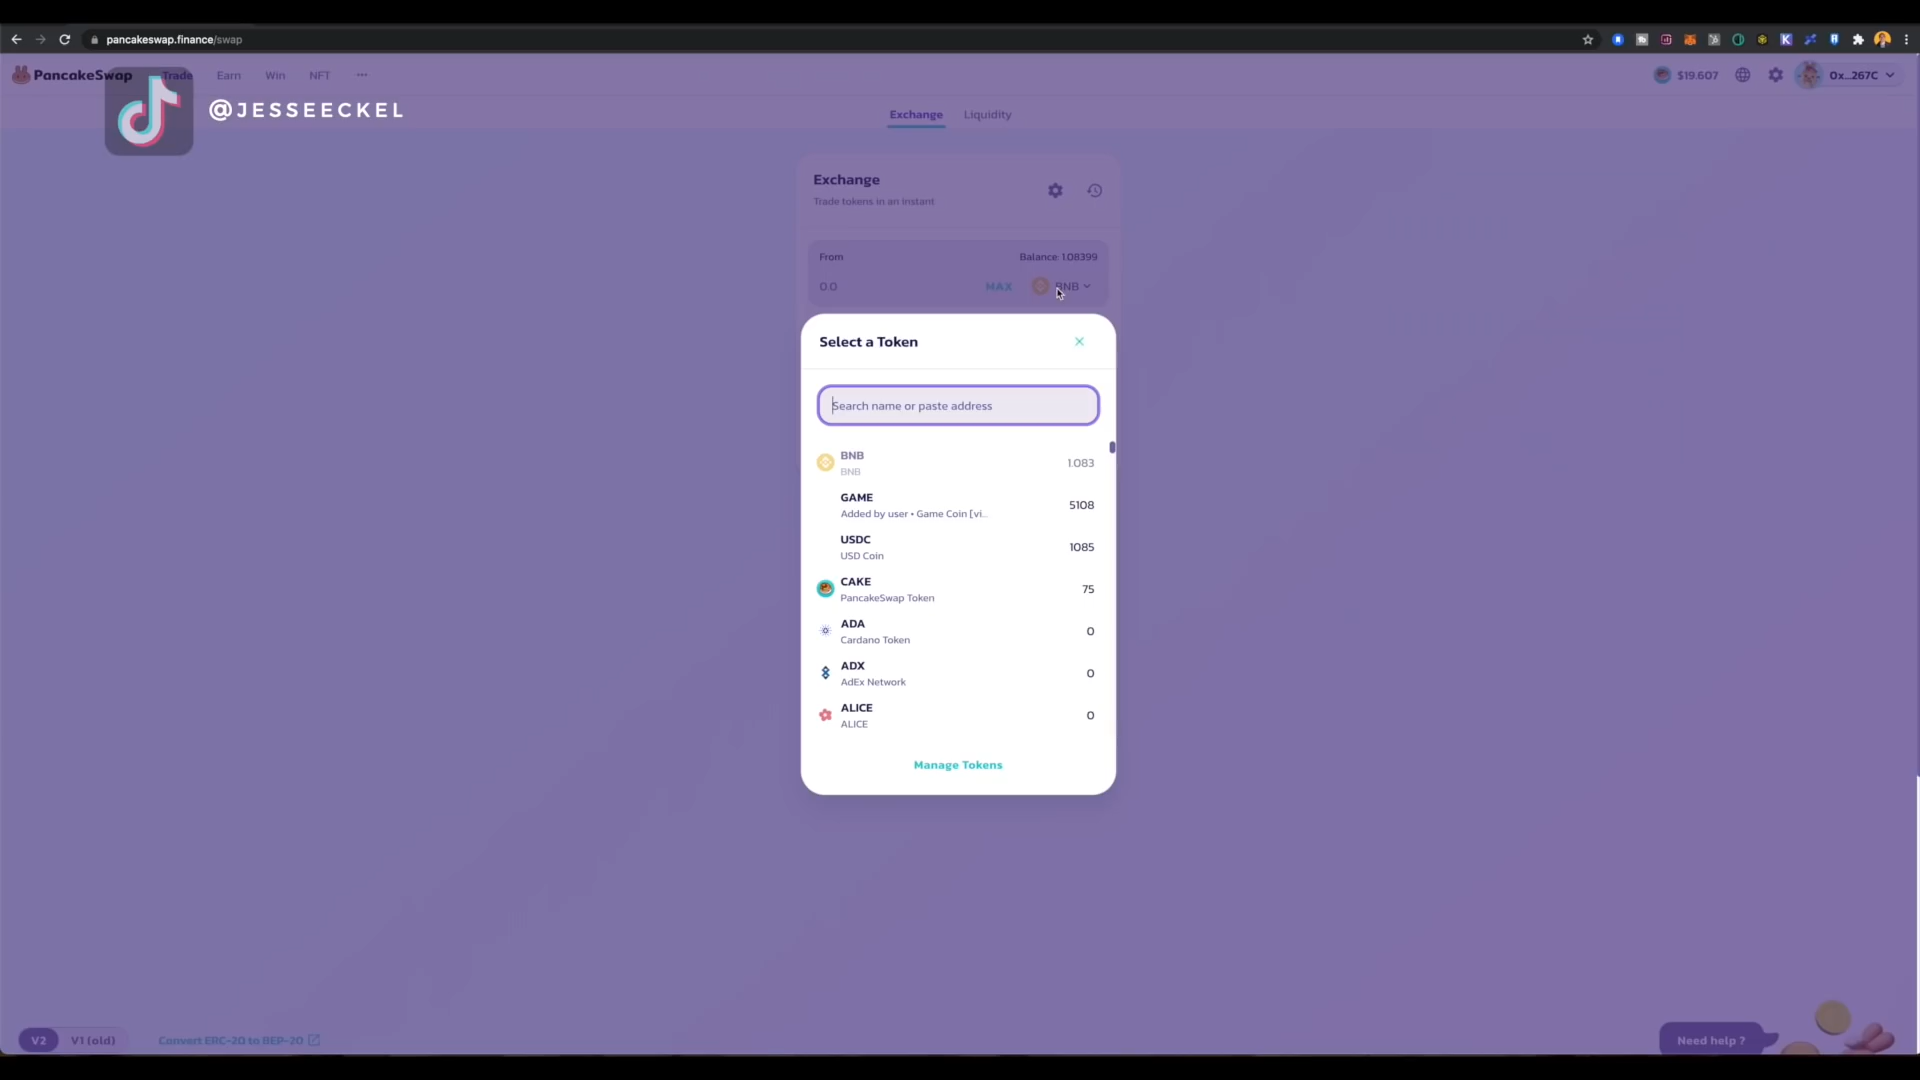 pancakeswap.finance/swap
PancakeSwap
Trade
Earn
Win
NFT
$19.607
0x...267C
@JESSEECKEL
Exchange
Liquidity
Exchange
Trade tokens in an instant
From
Balance: 1.08399
0.0
MAX
BNB
Select a Token
Search name or paste address
BNB
BNB
1.083
GAME
Added by user • Game Coin [vi...
5108
USDC
USD Coin
1085
CAKE
PancakeSwap Token
75
ADA
Cardano Token
0
ADX
AdEx Network
0
ALICE
ALICE
0
Manage Tokens
V2
V1 (old)
Convert ERC-20 to BEP-20
Need help ?